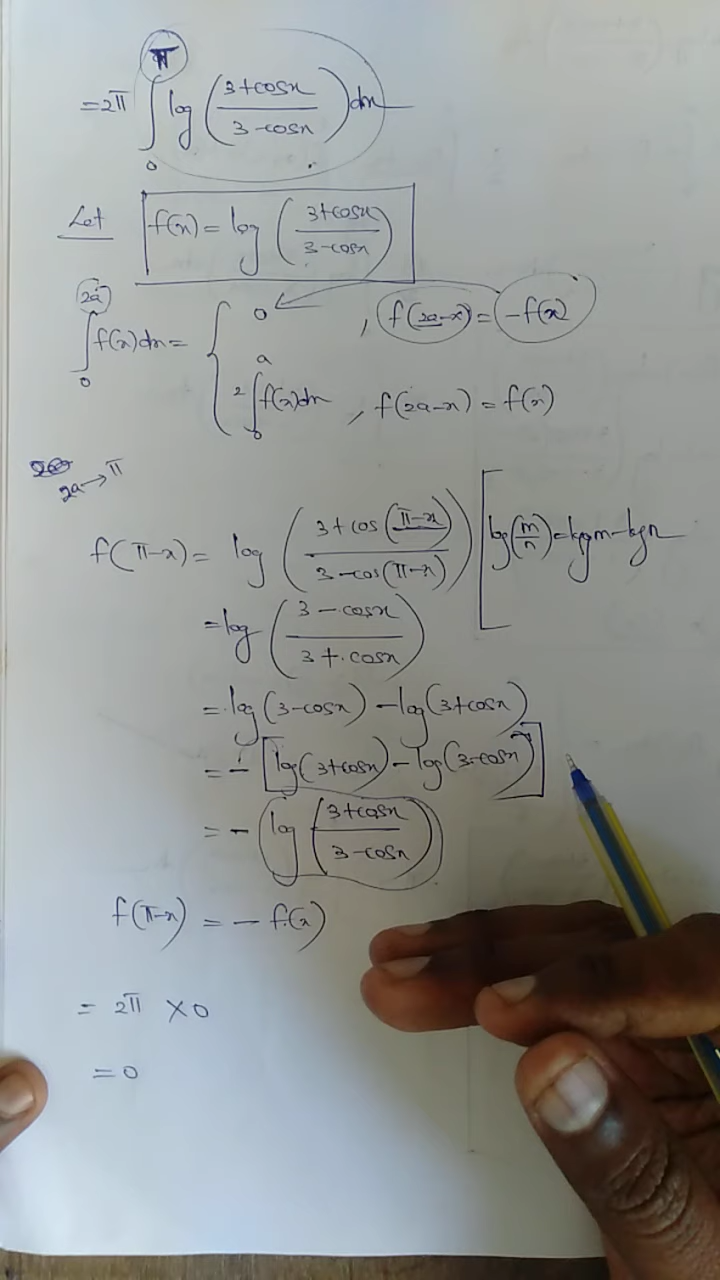 = 2π ∫₀^π log (3+cosx / 3-cosx) dx
Let f(x) = log (3+cosx / 3-cosx)
∫₀^2a f(x)dx = { 0 , f(2a-x) = -f(x)
2 ∫₀^a f(x)dx , f(2a-x) = f(x)
2a → π
f(π-x) = log (3+cos(π-x) / 3-cos(π-x)) [ log(m/n) = logm - logn
= log (3-cosx / 3+cosx)
= log(3-cosx) - log(3+cosx)
= - [log(3+cosx) - log(3-cosx)]
= - (log (3+cosx / 3-cosx))
f(π-x) = - f(x)
= 2π × 0
= 0